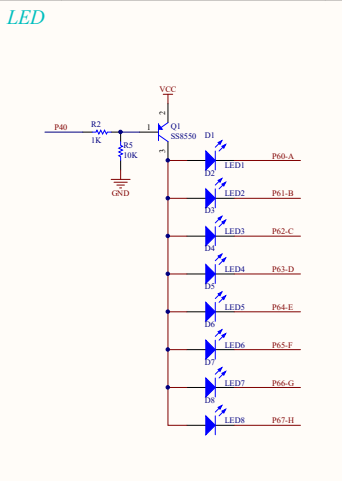 LED
VCC
2
P40
R2
1K
1
Q1
SS8550
R5
10K
3
GND
D1
LED1
P60-A
D2
LED2
P61-B
D3
LED3
P62-C
D4
LED4
P63-D
D5
LED5
P64-E
D6
LED6
P65-F
D7
LED7
P66-G
D8
LED8
P67-H